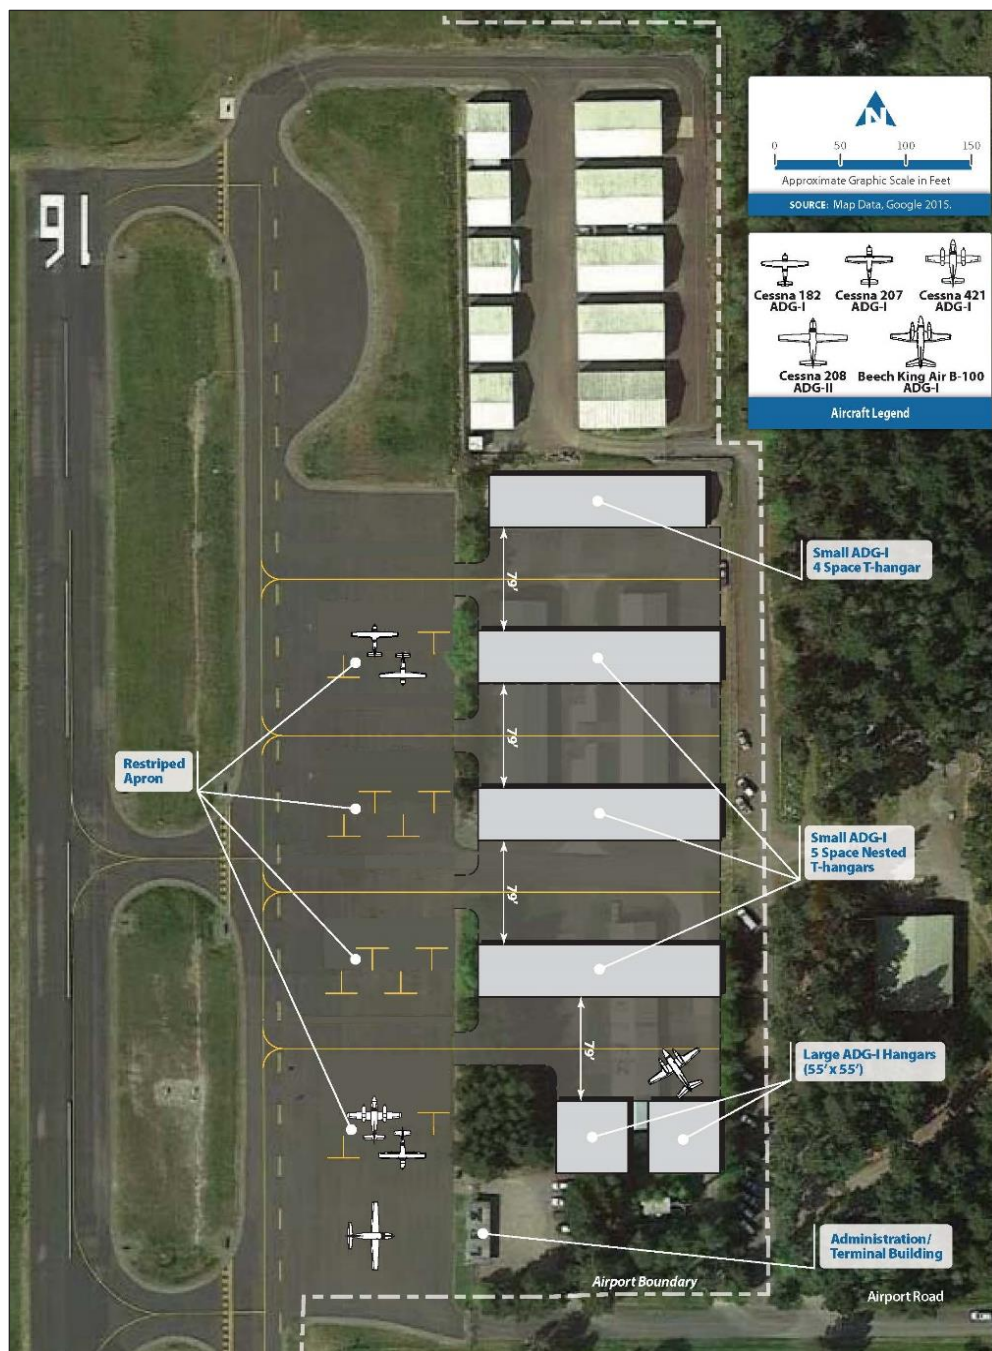 N
0 50 100 150
Approximate Graphic Scale in Feet
SOURCE: Map Data, Google 2015.
Cessna 182
ADG-I
Cessna 207
ADG-I
Cessna 421
ADG-I
Cessna 208
ADG-II
Beech King Air B-100
ADG-I
Aircraft Legend
16
Small ADG-I
4 Space T-hangar
79'
79'
Restriped
Apron
Small ADG-I
5 Space Nested
T-hangars
79'
79'
Large ADG-I Hangars
(55' x 55')
Administration/
Terminal Building
Airport Boundary
Airport Road